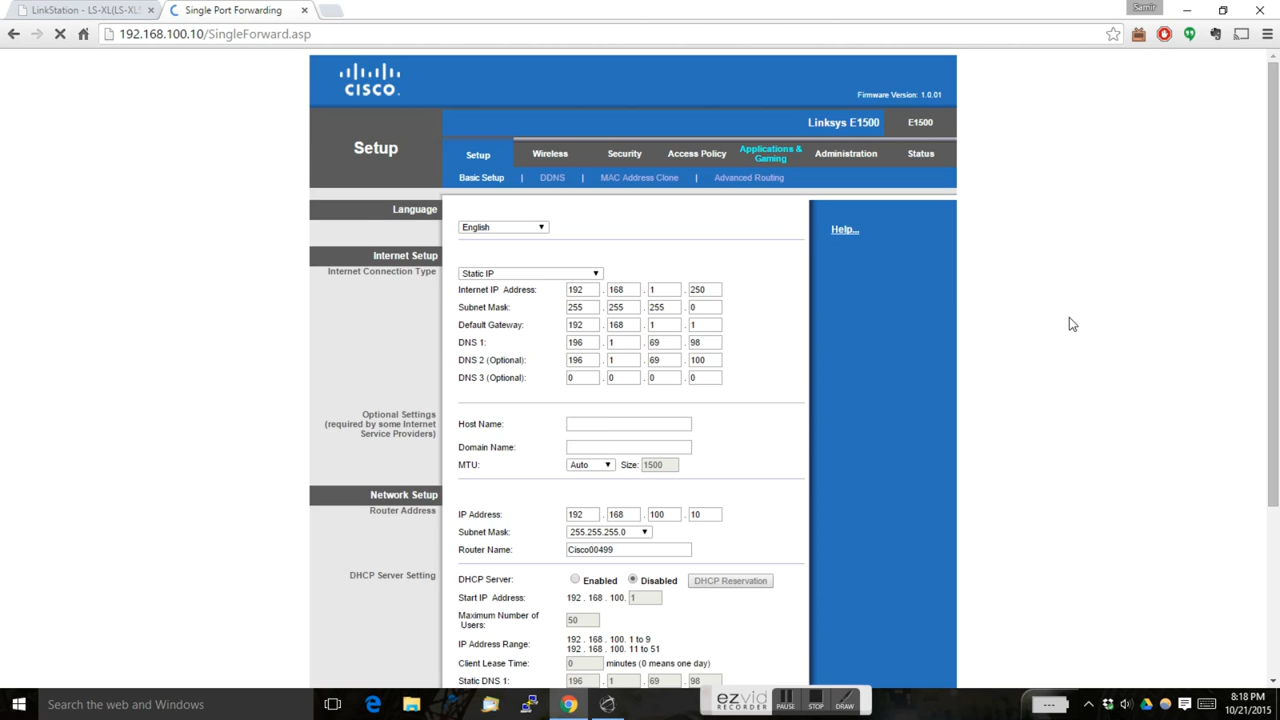 LinkStation - LS-XL(LS-XL
Single Port Forwarding
Samir
192.168.100.10/SingleForward.asp
CISCO.
Firmware Version: 1.0.01
Linksys E1500
E1500
Setup
Setup
Wireless
Security
Access Policy
Applications & Gaming
Administration
Status
Basic Setup | DDNS | MAC Address Clone | Advanced Routing
Language
English
Help...
Internet Setup
Internet Connection Type
Static IP
Internet IP Address: 192 . 168 . 1 . 250
Subnet Mask: 255 . 255 . 255 . 0
Default Gateway: 192 . 168 . 1 . 1
DNS 1: 196 . 1 . 69 . 98
DNS 2 (Optional): 196 . 1 . 69 . 100
DNS 3 (Optional): 0 . 0 . 0 . 0
Optional Settings
(required by some Internet
Service Providers)
Host Name:
Domain Name:
MTU: Auto Size: 1500
Network Setup
Router Address
IP Address: 192 . 168 . 100 . 10
Subnet Mask: 255.255.255.0
Router Name: Cisco00499
DHCP Server Setting
DHCP Server: Enabled Disabled DHCP Reservation
Start IP Address: 192 . 168 . 100. 1
Maximum Number of
Users: 50
IP Address Range: 192 . 168 . 100. 1 to 9
192 . 168 . 100. 11 to 51
Client Lease Time: 0 minutes (0 means one day)
Static DNS 1: 196 . 1 . 69 . 98
Search the web and Windows
ezvid
RECORDER
PAUSE
STOP
DRAW
8:18 PM
10/21/2015